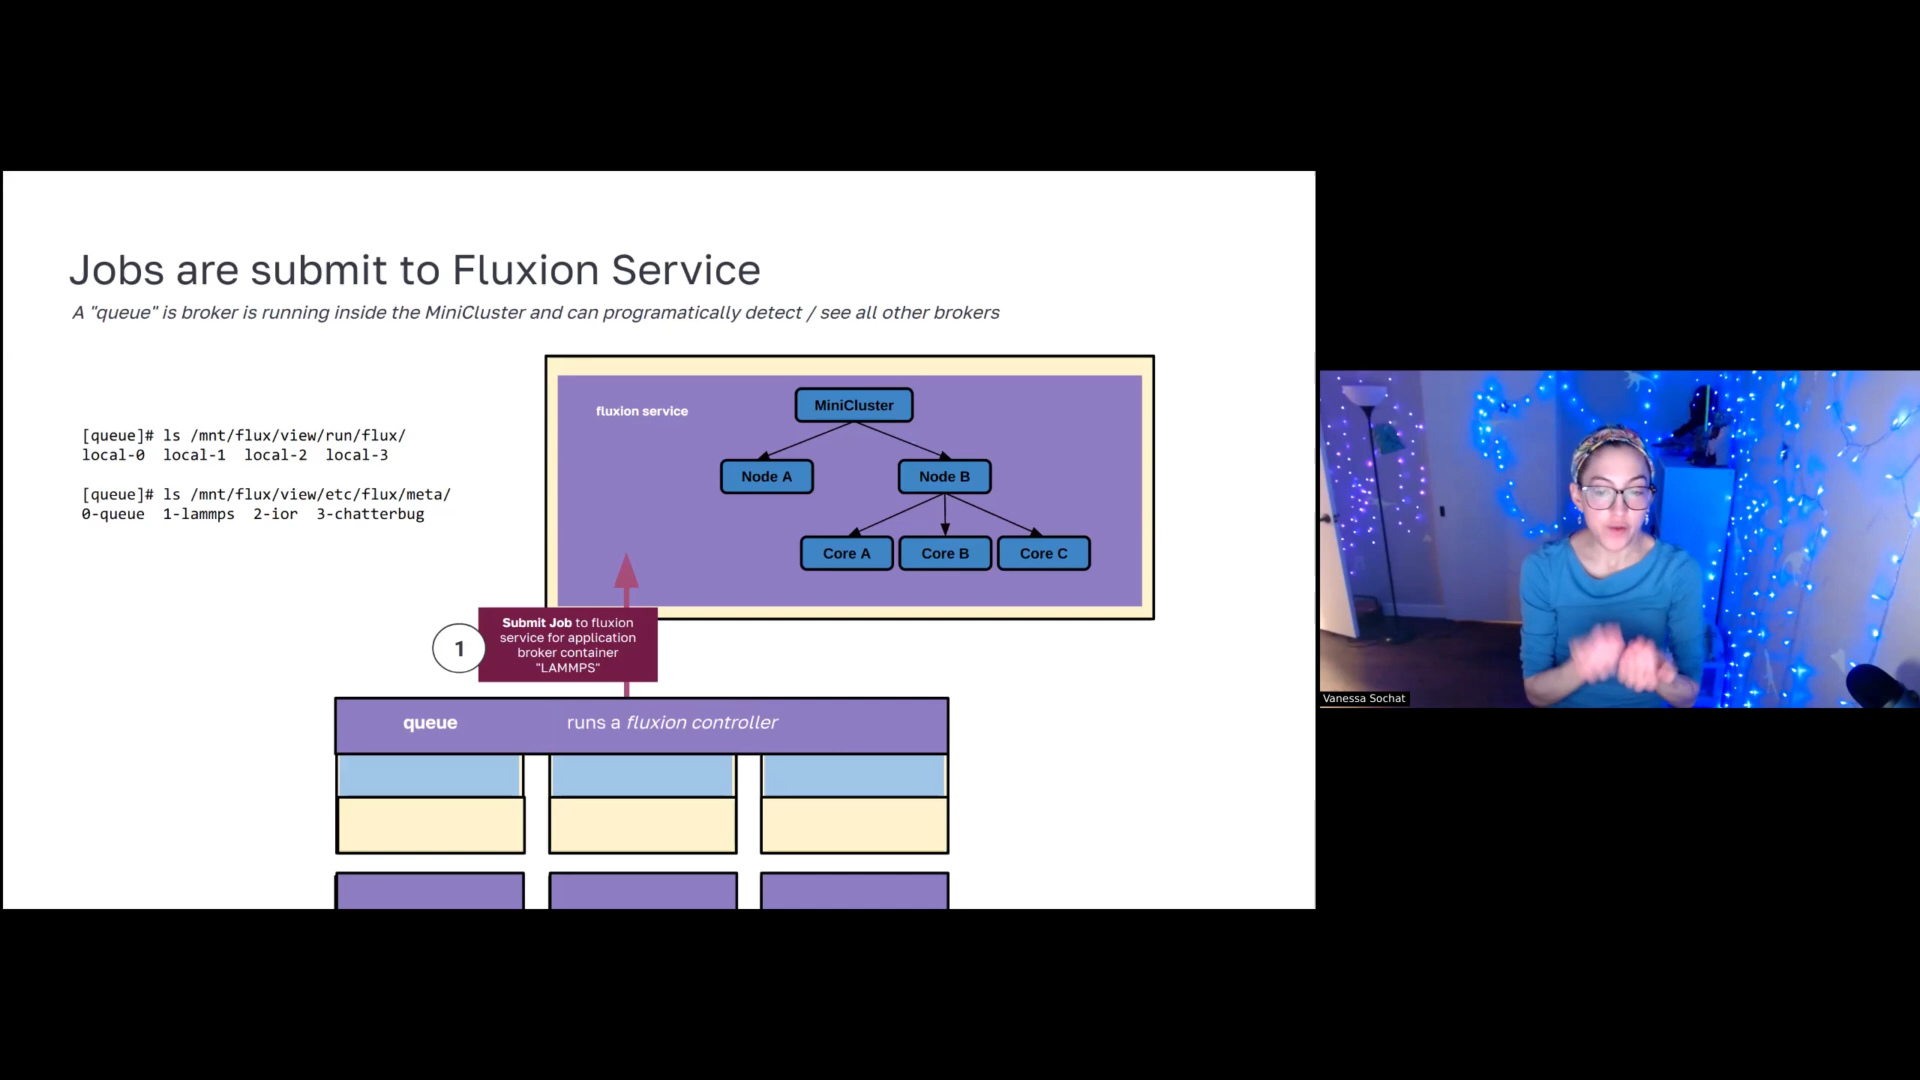 Jobs are submit to Fluxion Service
A "queue" is broker is running inside the MiniCluster and can programatically detect / see all other brokers
[queue]# ls /mnt/flux/view/run/flux/
local-0 local-1 local-2 local-3
[queue]# ls /mnt/flux/view/etc/flux/meta/
0-queue 1-lammps 2-ior 3-chatterbug
fluxion service
MiniCluster
Node A
Node B
Core A
Core B
Core C
1
Submit Job to fluxion
service for application
broker container
"LAMMPS"
queue
runs a fluxion controller
Vanessa Sochat